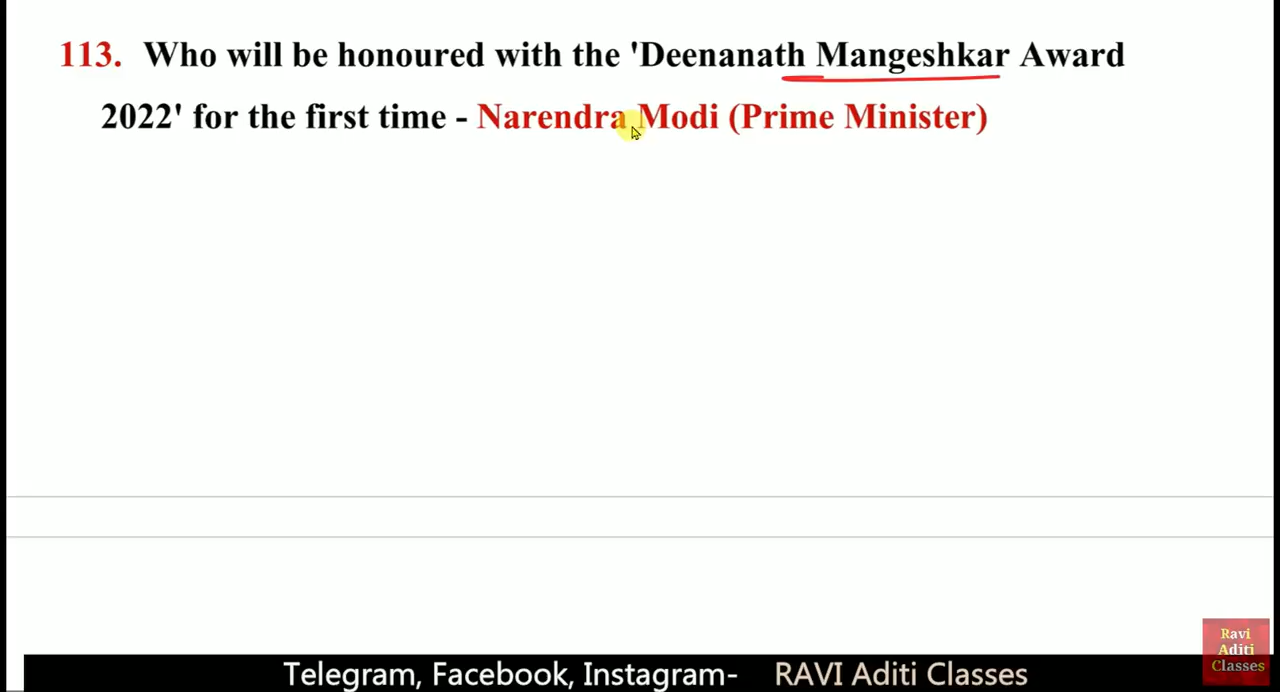 113. Who will be honoured with the 'Deenanath Mangeshkar Award
2022' for the first time - Narendra Modi (Prime Minister)
Ravi
Aditi
Classes
Telegram, Facebook, Instagram- RAVI Aditi Classes